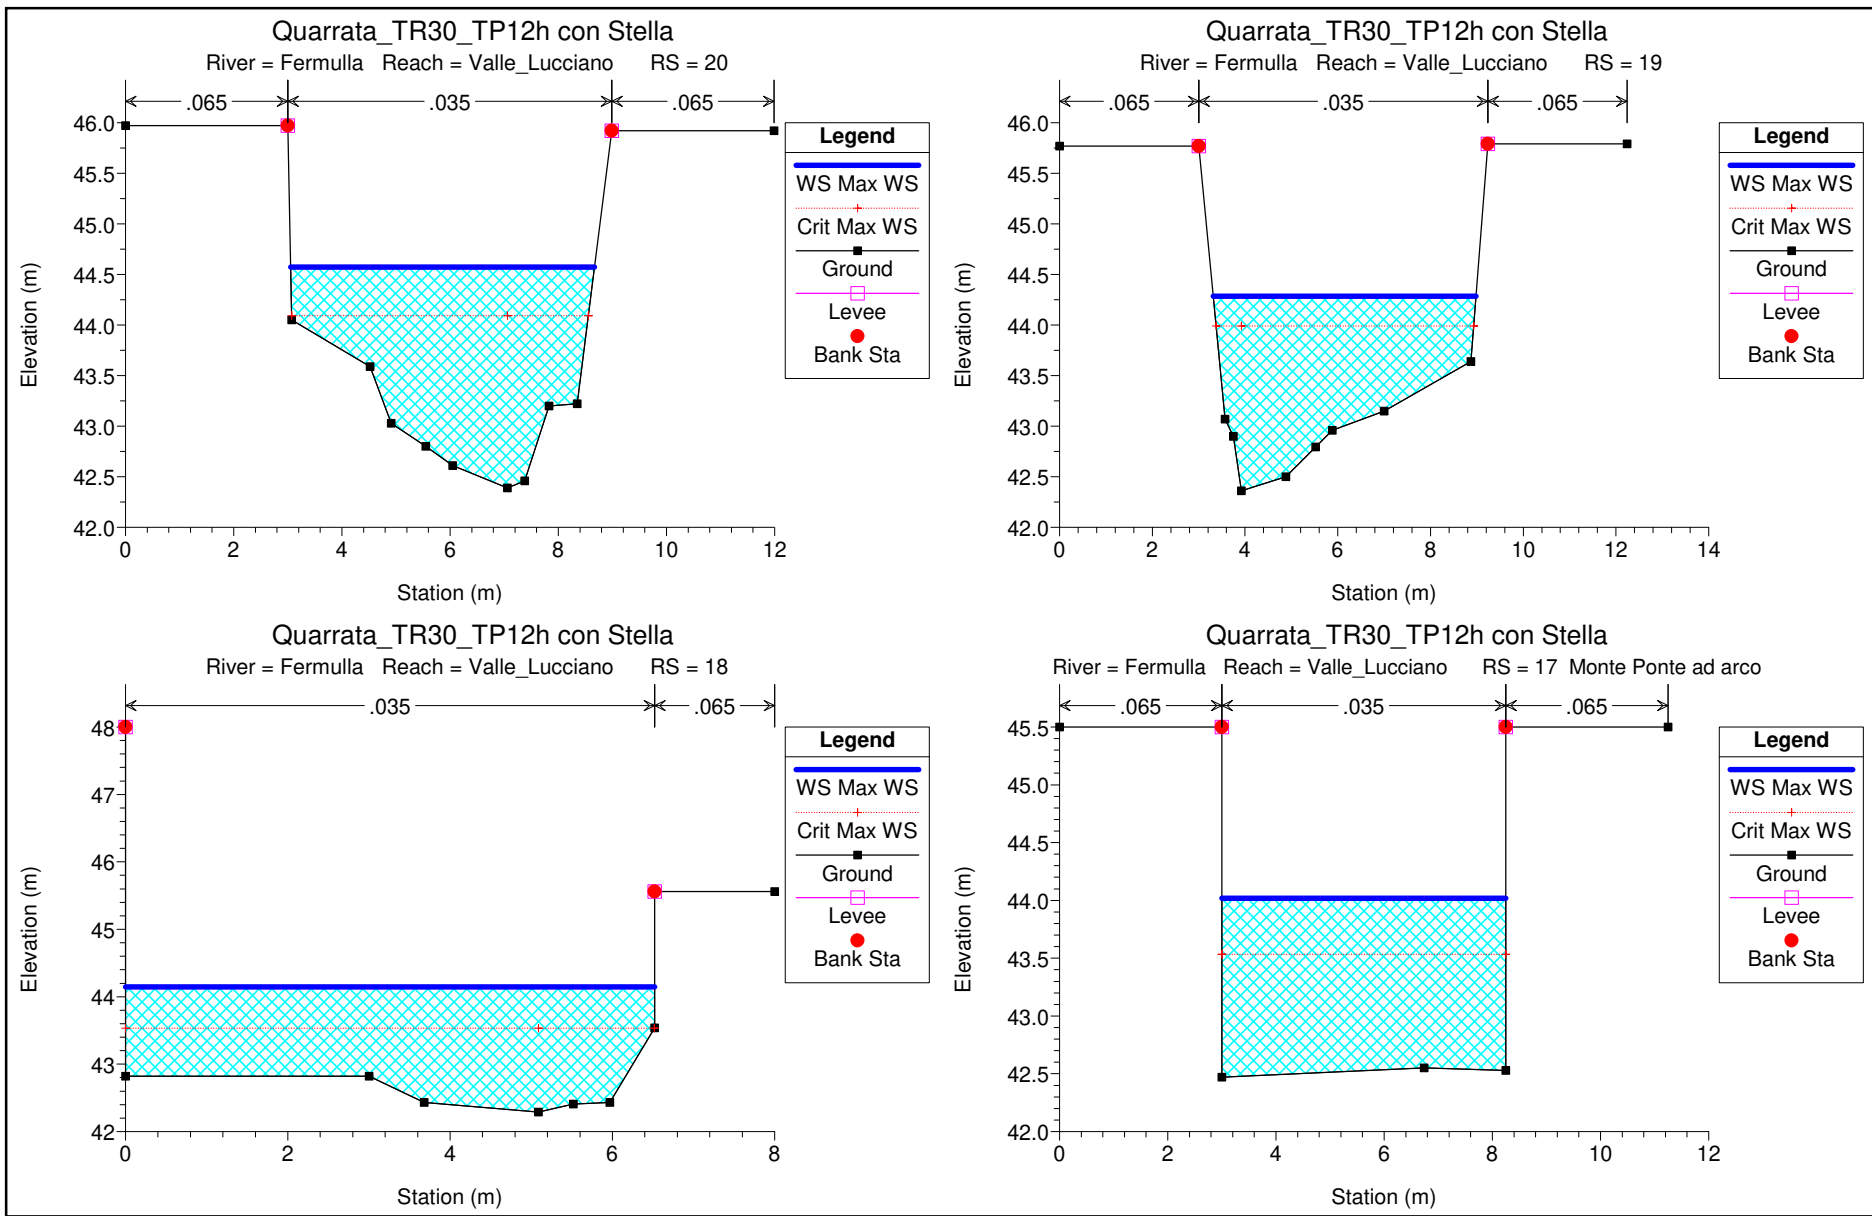 Quarrata_TR30_TP12h con Stella
River = Fermulla Reach = Valle_Lucciano RS = 20
.065 .035 .065
46.0
45.5
45.0
44.5
44.0
43.5
43.0
42.5
42.0
0 2 4 6 8 10 12
Station (m)
Elevation (m)
Legend
WS Max WS
Crit Max WS
Ground
Levee
Bank Sta
Quarrata_TR30_TP12h con Stella
River = Fermulla Reach = Valle_Lucciano RS = 19
.065 .035 .065
46.0
45.5
45.0
44.5
44.0
43.5
43.0
42.5
42.0
0 2 4 6 8 10 12 14
Station (m)
Elevation (m)
Legend
WS Max WS
Crit Max WS
Ground
Levee
Bank Sta
Quarrata_TR30_TP12h con Stella
River = Fermulla Reach = Valle_Lucciano RS = 18
.035 .065
48
47
46
45
44
43
42
0 2 4 6 8
Station (m)
Elevation (m)
Legend
WS Max WS
Crit Max WS
Ground
Levee
Bank Sta
Quarrata_TR30_TP12h con Stella
River = Fermulla Reach = Valle_Lucciano RS = 17 Monte Ponte ad arco
.065 .035 .065
45.5
45.0
44.5
44.0
43.5
43.0
42.5
42.0
0 2 4 6 8 10 12
Station (m)
Elevation (m)
Legend
WS Max WS
Crit Max WS
Ground
Levee
Bank Sta